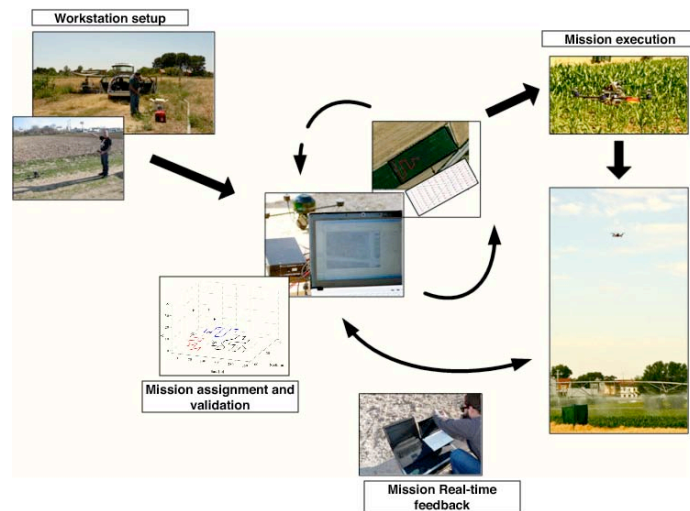 Workstation setup
Mission execution
Mission assignment and
validation
Mission Real-time
feedback